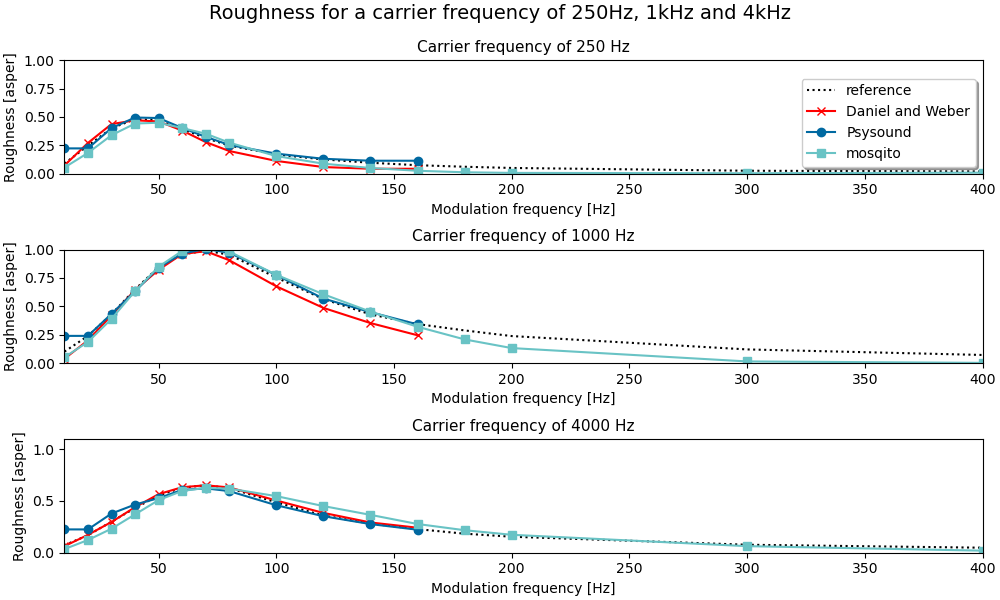 Roughness for a carrier frequency of 250Hz, 1kHz and 4kHz
Carrier frequency of 250 Hz
Roughness [asper]
1.00
0.75
0.50
0.25
0.00
reference
Daniel and Weber
Psysound
mosqito
50 100 150 200 250 300 350 400
Modulation frequency [Hz]
Carrier frequency of 1000 Hz
Roughness [asper]
1.00
0.75
0.50
0.25
0.00
50 100 150 200 250 300 350 400
Modulation frequency [Hz]
Carrier frequency of 4000 Hz
Roughness [asper]
1.0
0.5
0.0
50 100 150 200 250 300 350 400
Modulation frequency [Hz]